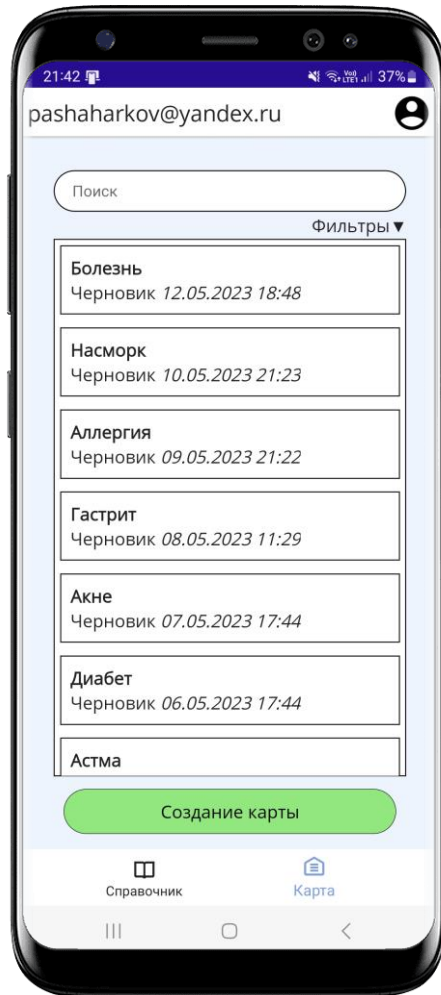 21:42 37%
pashaharkov@yandex.ru
Поиск
Фильтры▼
Болезнь
Черновик 12.05.2023 18:48
Насморк
Черновик 10.05.2023 21:23
Аллергия
Черновик 09.05.2023 21:22
Гастрит
Черновик 08.05.2023 11:29
Акне
Черновик 07.05.2023 17:44
Диабет
Черновик 06.05.2023 17:44
Астма
Создание карты
Справочник Карта